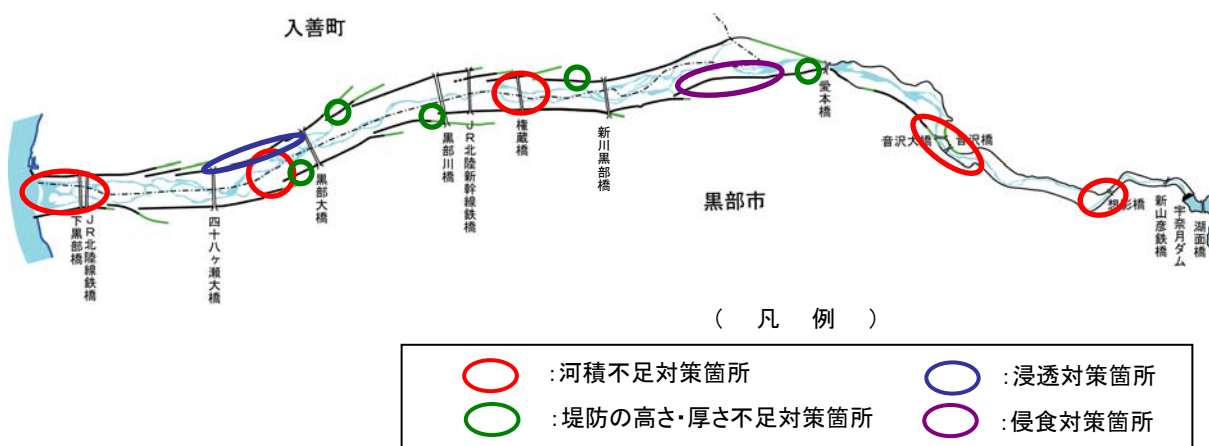 入善町
黒部市
下黒部橋
JR北陸線鉄橋
四十八ヶ瀬大橋
黒部大橋
黒部川橋
JR北陸新幹線鉄橋
権蔵橋
新川黒部橋
愛本橋
音沢大橋
音沢橋
想影橋
新山彦鉄橋
宇奈月ダム
湖面橋
(凡例)
:河積不足対策箇所
:浸透対策箇所
:堤防の高さ・厚さ不足対策箇所
:侵食対策箇所